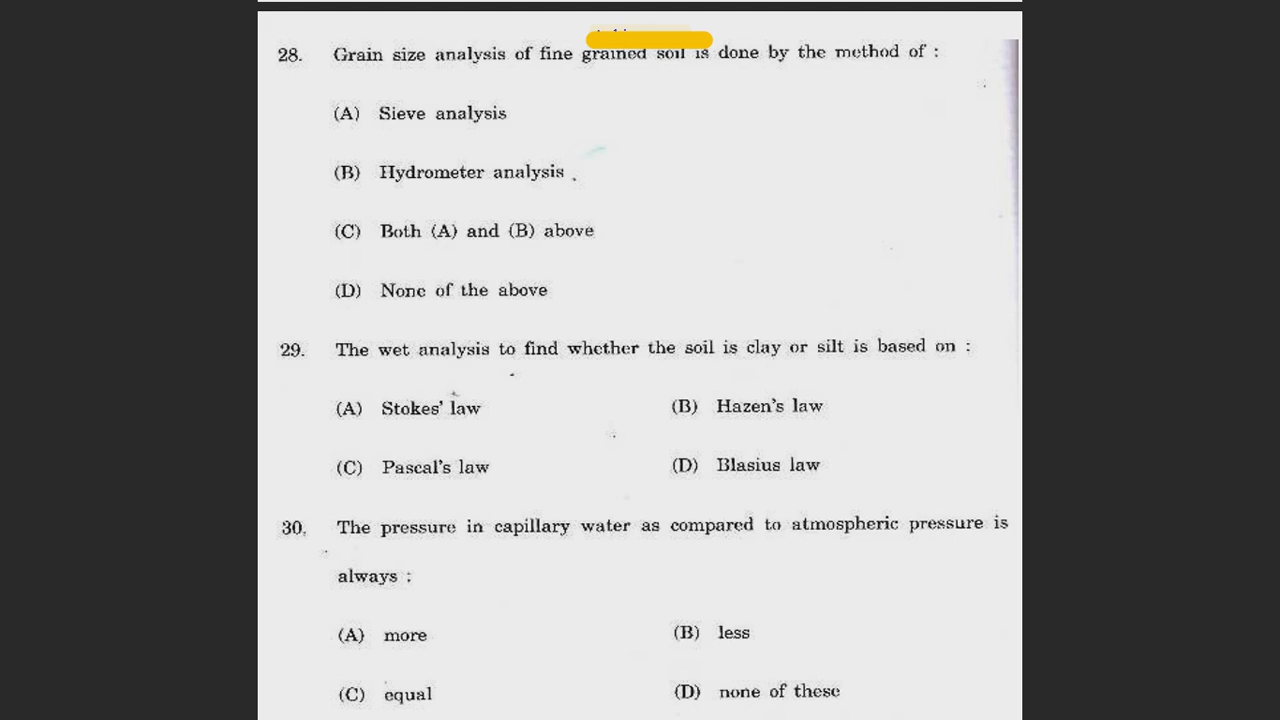 28. Grain size analysis of fine grained soil is done by the method of :
(A) Sieve analysis
(B) Hydrometer analysis
(C) Both (A) and (B) above
(D) None of the above
29. The wet analysis to find whether the soil is clay or silt is based on :
(A) Stokes' law (B) Hazen's law
(C) Pascal's law (D) Blasius law
30. The pressure in capillary water as compared to atmospheric pressure is
always :
(A) more (B) less
(C) equal (D) none of these